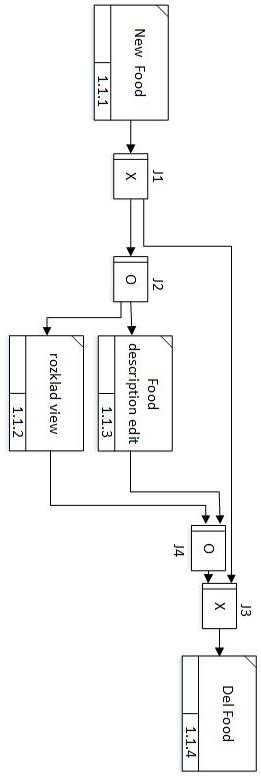 New Food
1.1.1
J1
X
J2
O
Food
description edit
1.1.3
rozklad view
1.1.2
O
J4
J3
X
Del Food
1.1.4